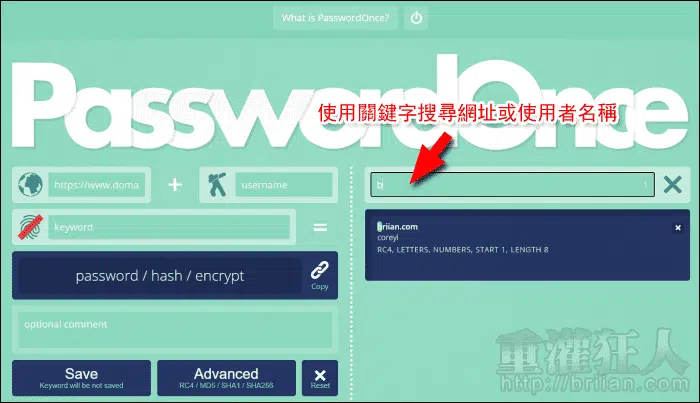 What is PasswordOnce?
PasswordOnce
使用關鍵字搜尋網址或使用者名稱
https://www.doma
+
username
b
1
keyword
=
briian.com
coreyl
RC4, LETTERS, NUMBERS, START 1, LENGTH 8
password / hash / encrypt
Copy
optional comment
Save
Keyword will be not saved
Advanced
RC4 / MD5 / SHA1 / SHA256
Reset
重灌狂人
http://briian.com